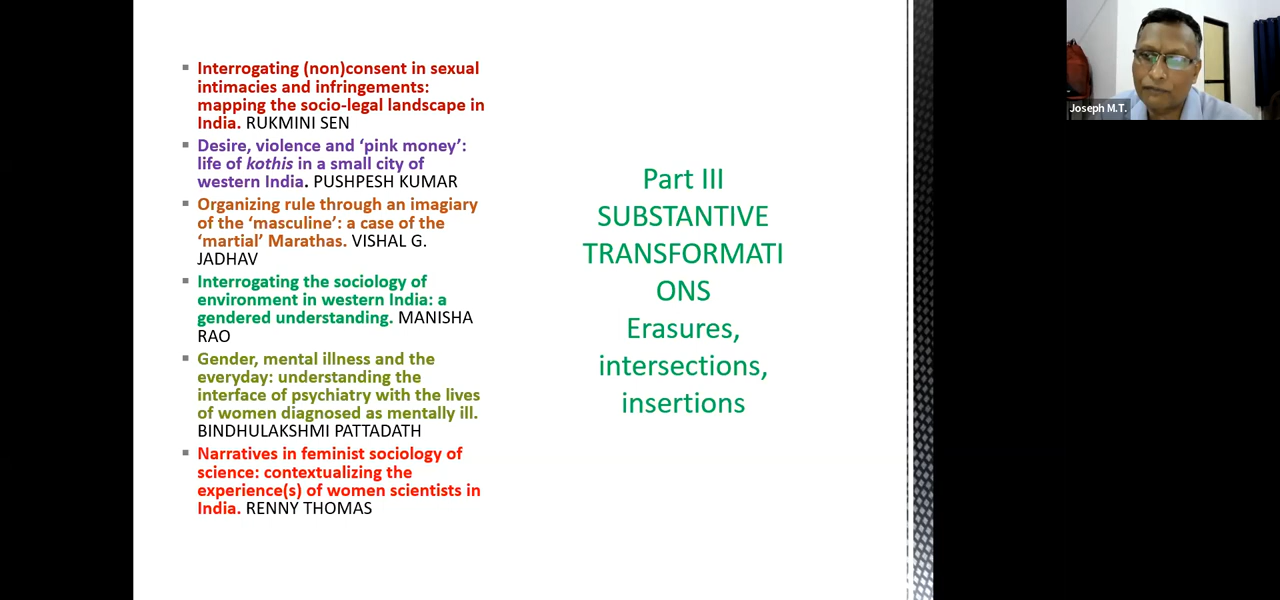 Interrogating (non)consent in sexual
intimacies and infringements:
mapping the socio-legal landscape in
India. RUKMINI SEN
Desire, violence and ‘pink money’:
life of kothis in a small city of
western India. PUSHPESH KUMAR
Organizing rule through an imagiary
of the ‘masculine’: a case of the
‘martial’ Marathas. VISHAL G.
JADHAV
Interrogating the sociology of
environment in western India: a
gendered understanding. MANISHA
RAO
Gender, mental illness and the
everyday: understanding the
interface of psychiatry with the lives
of women diagnosed as mentally ill.
BINDHULAKSHMI PATTADATH
Narratives in feminist sociology of
science: contextualizing the
experience(s) of women scientists in
India. RENNY THOMAS
Part III
SUBSTANTIVE
TRANSFORMATI
ONS
Erasures,
intersections,
insertions
Joseph M.T.